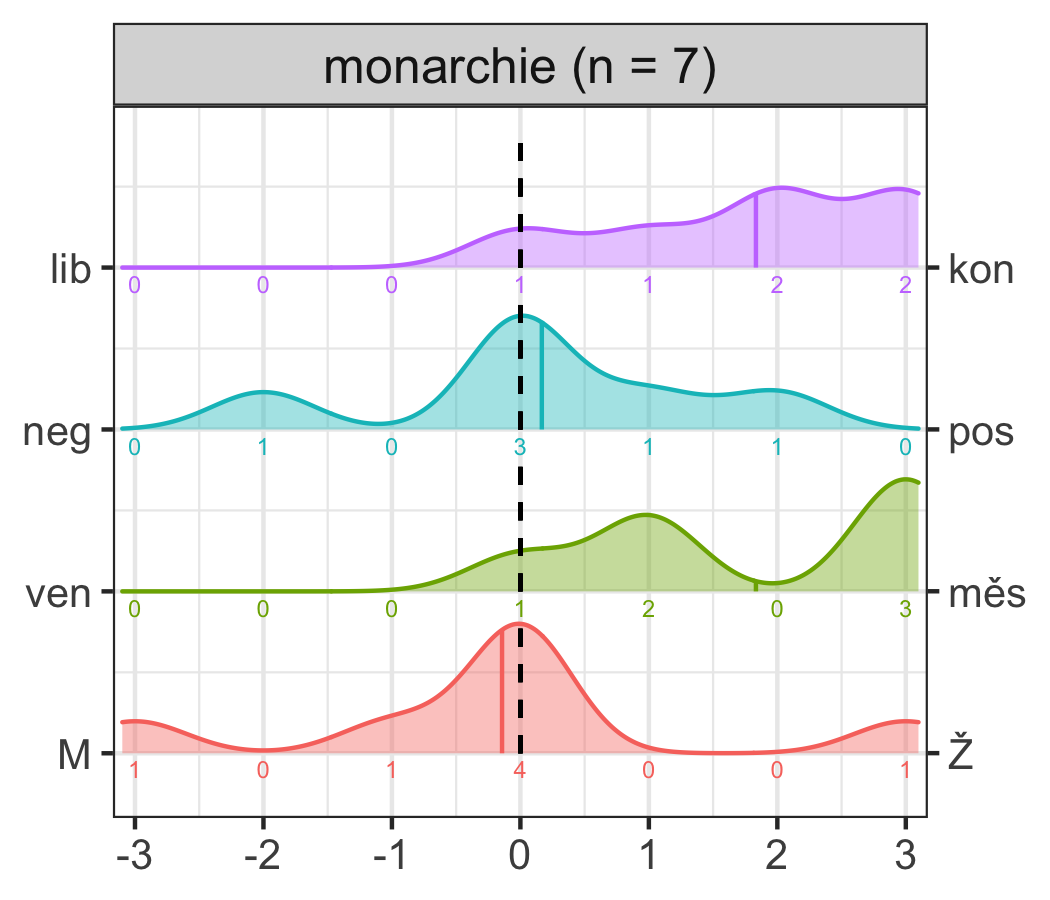 monarchie (n = 7)
lib kon
0 0 0 1 1 2 2
neg pos
0 1 0 3 1 1 0
ven měs
0 0 0 1 2 0 3
M Ž
1 0 1 4 0 0 1
-3 -2 -1 0 1 2 3